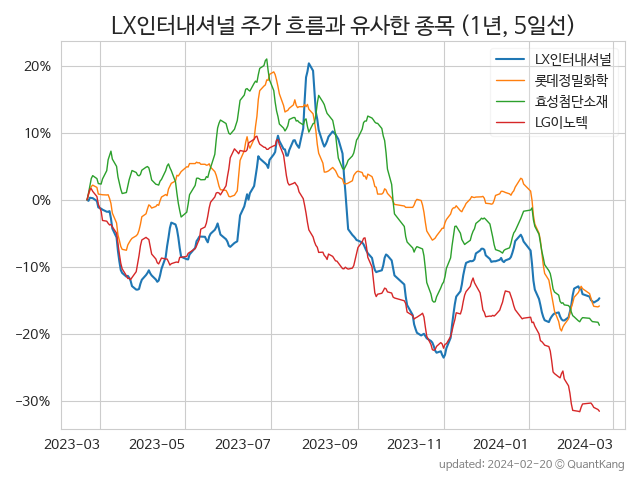 LX인터내셔널 주가 흐름과 유사한 종목 (1년, 5일선)
LX인터내셔널
롯데정밀화학
효성첨단소재
LG이노텍
20%
10%
0%
−10%
−20%
−30%
2023-03 2023-05 2023-07 2023-09 2023-11 2024-01 2024-03
updated: 2024-02-20 © QuantKang